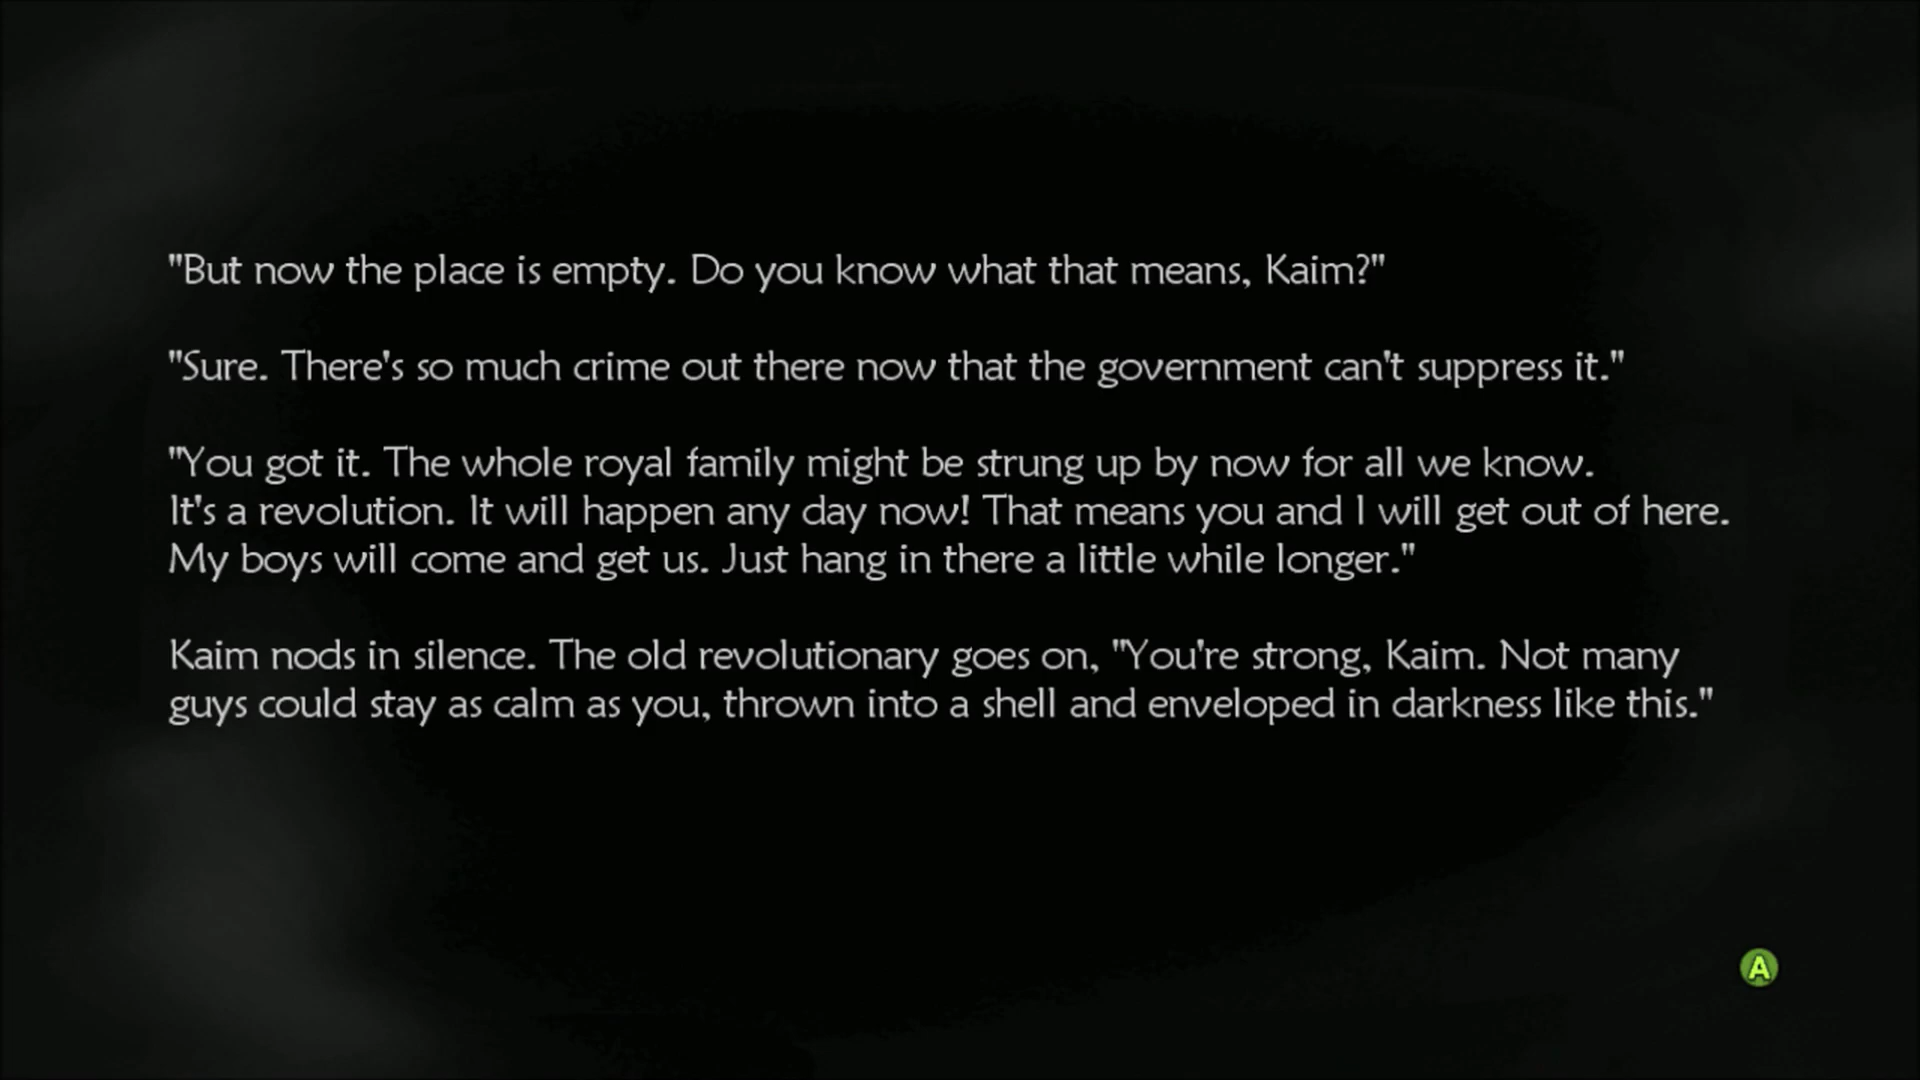 "But now the place is empty. Do you know what that means, Kaim?"
"Sure. There's so much crime out there now that the government can't suppress it."
"You got it. The whole royal family might be strung up by now for all we know.
It's a revolution. It will happen any day now! That means you and I will get out of here.
My boys will come and get us. Just hang in there a little while longer."
Kaim nods in silence. The old revolutionary goes on, "You're strong, Kaim. Not many
guys could stay as calm as you, thrown into a shell and enveloped in darkness like this."
A